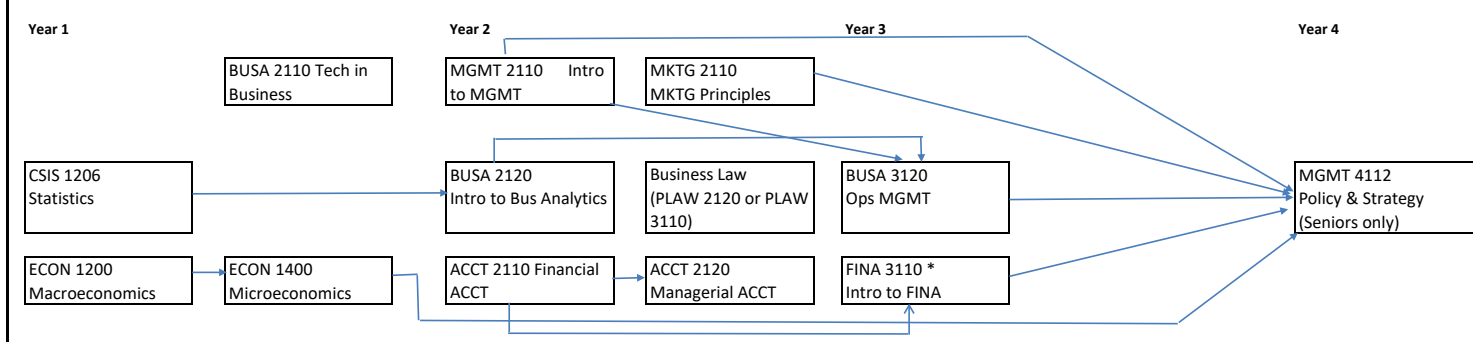 Year 1
Year 2
Year 3
Year 4
BUSA 2110 Tech in
Business
MGMT 2110 Intro
to MGMT
MKTG 2110
MKTG Principles
CSIS 1206
Statistics
BUSA 2120
Intro to Bus Analytics
Business Law
(PLAW 2120 or PLAW
3110)
BUSA 3120
Ops MGMT
MGMT 4112
Policy & Strategy
(Seniors only)
ECON 1200
Macroeconomics
ECON 1400
Microeconomics
ACCT 2110 Financial
ACCT
ACCT 2120
Managerial ACCT
FINA 3110 *
Intro to FINA